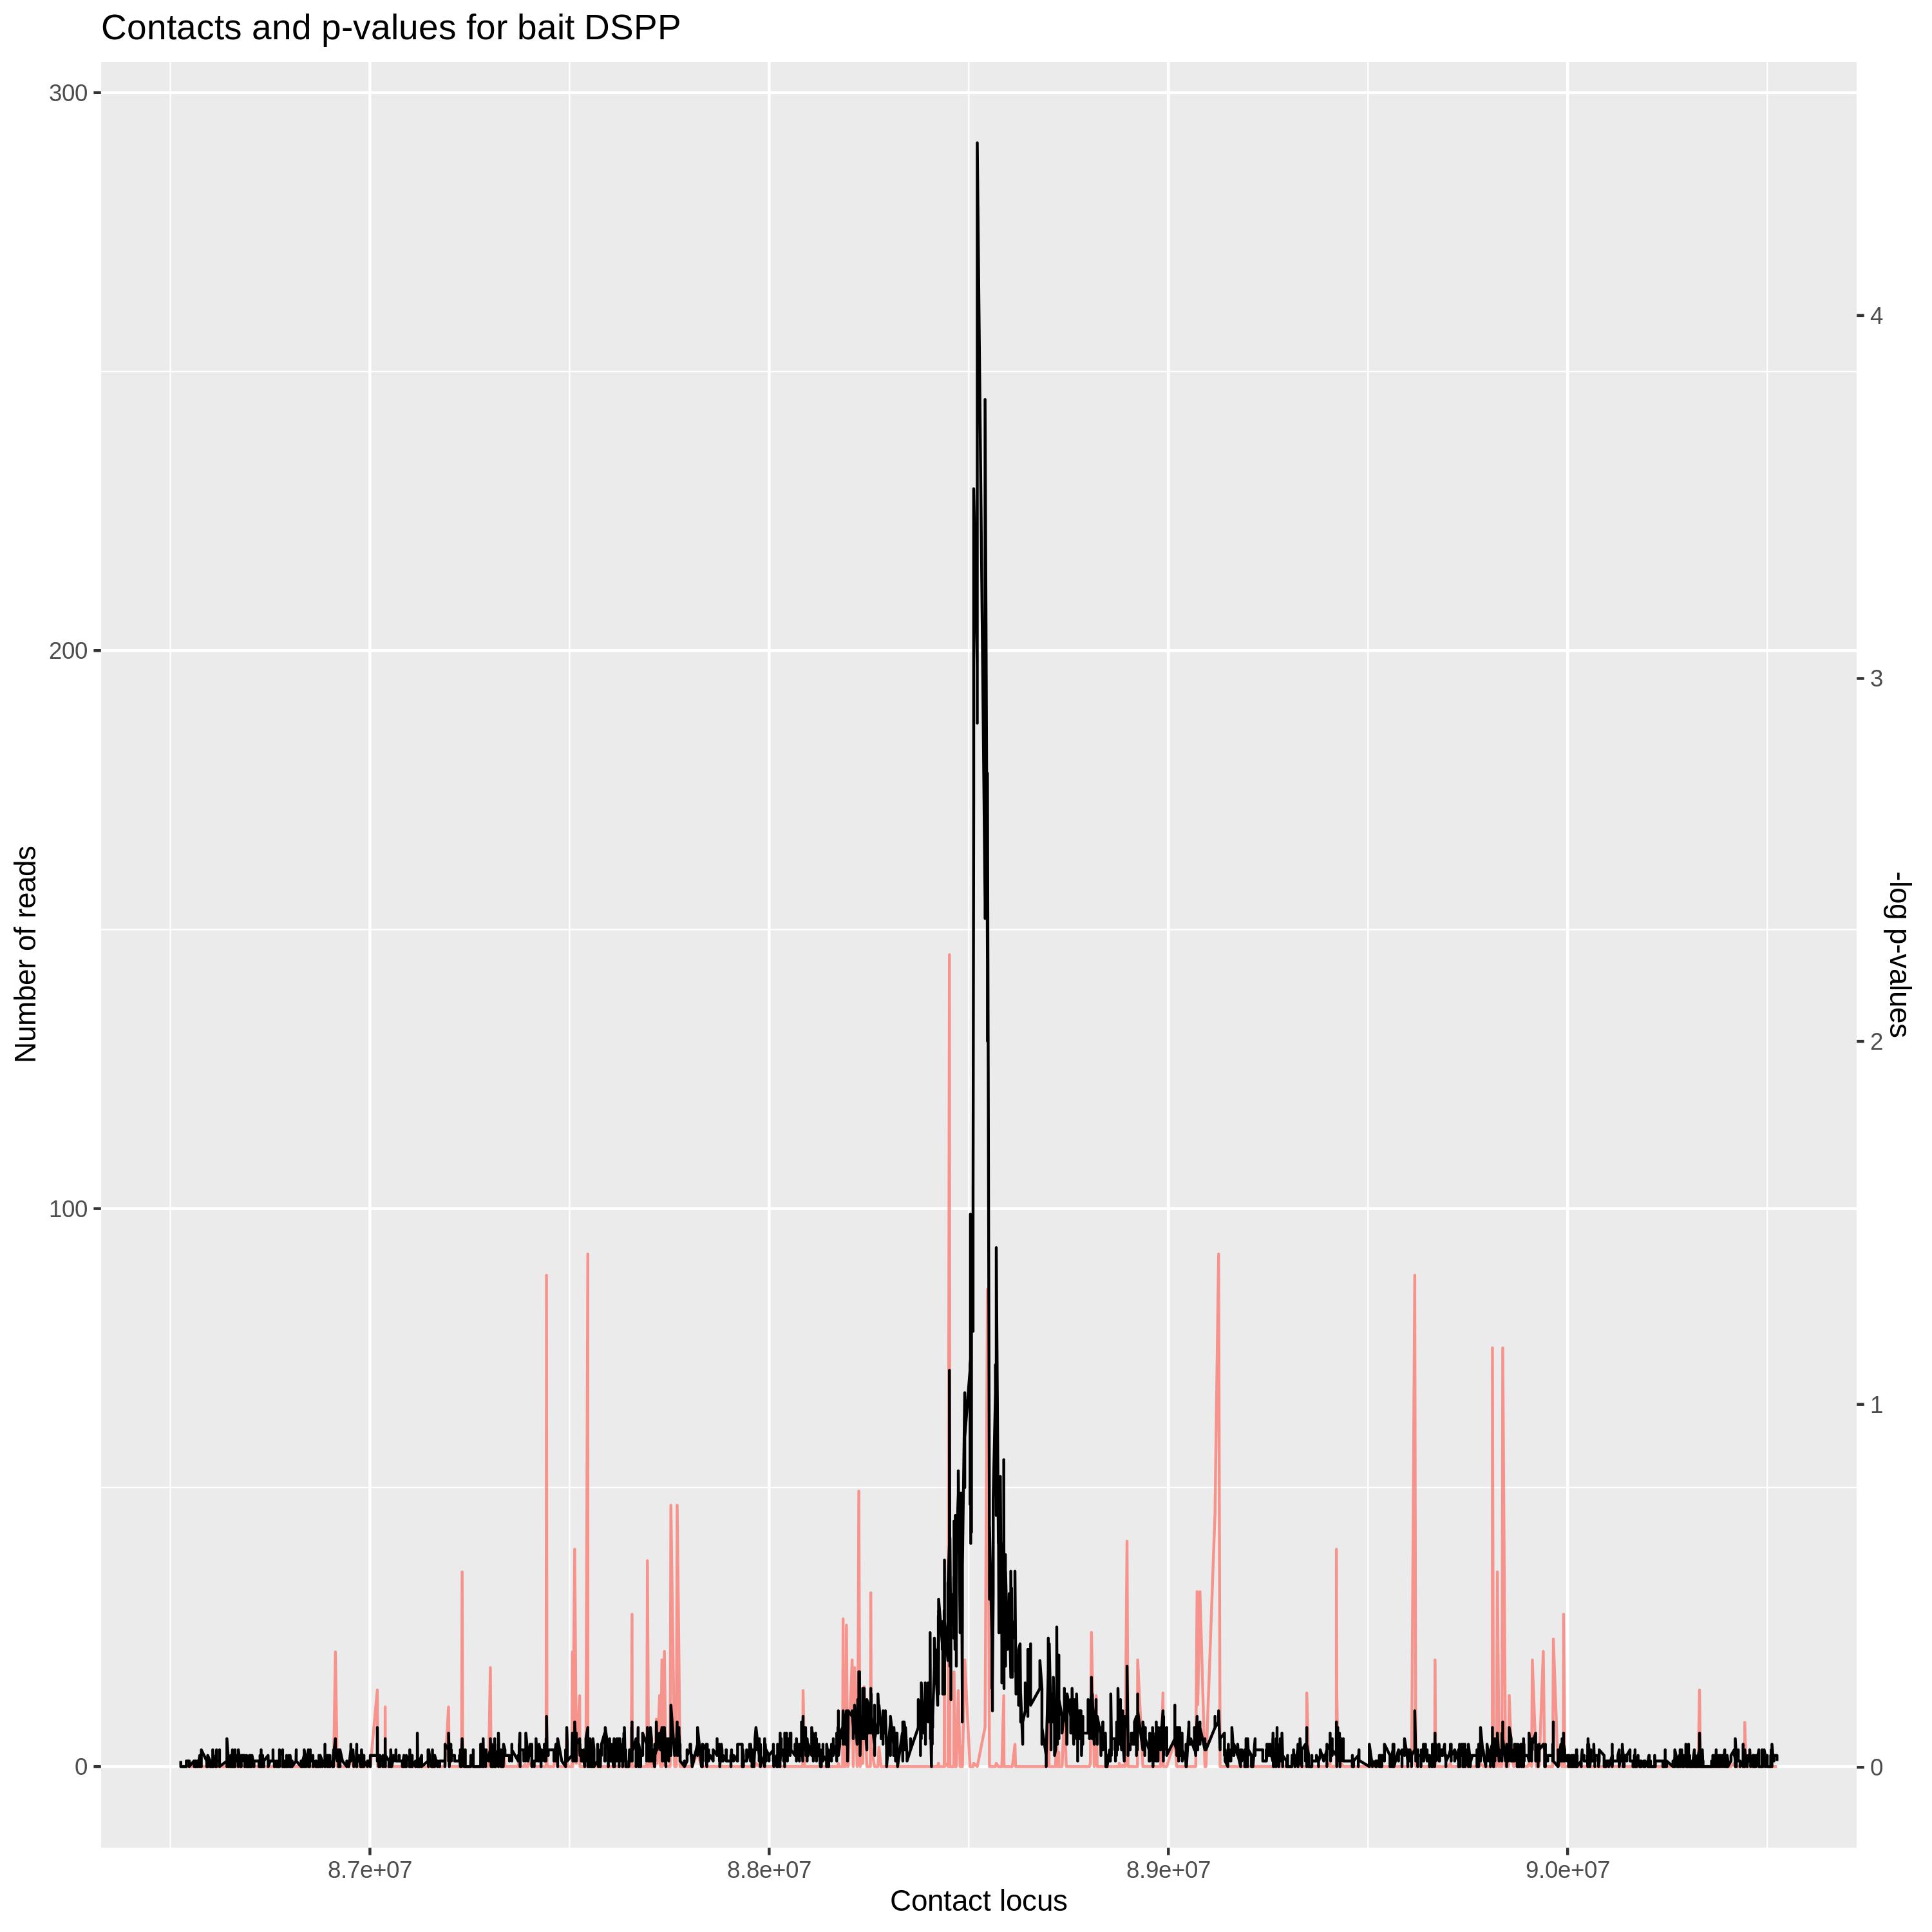 Contacts and p-values for bait DSPP
300
200
100
0
Number of reads
4
3
2
1
0
-log p-values
8.7e+07
8.8e+07
8.9e+07
9.0e+07
Contact locus